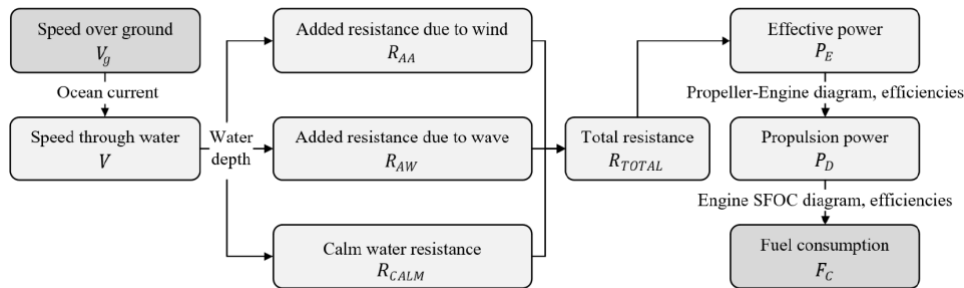 Speed over ground
V_g
Ocean current
Speed through water
V
Water
depth
Added resistance due to wind
R_AA
Added resistance due to wave
R_AW
Calm water resistance
R_CALM
Total resistance
R_TOTAL
Effective power
P_E
Propeller-Engine diagram, efficiencies
Propulsion power
P_D
Engine SFOC diagram, efficiencies
Fuel consumption
F_C